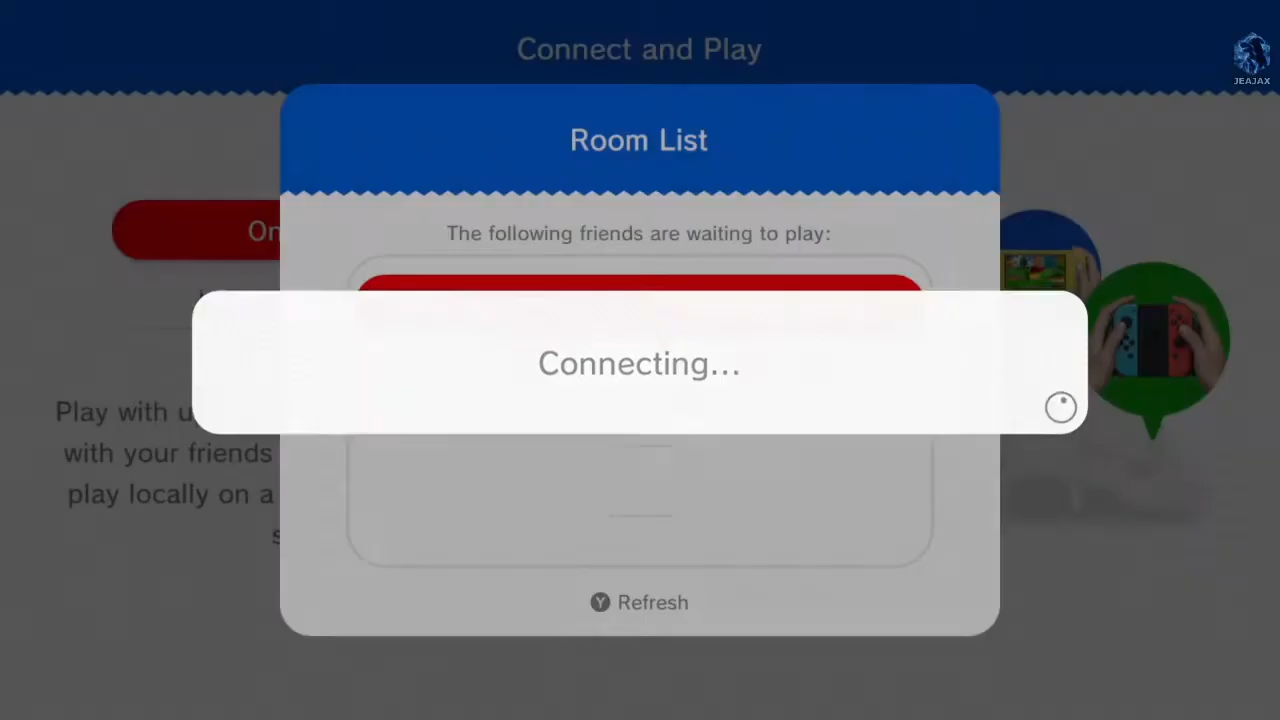 Connect and Play
JEAJAX
Room List
On
The following friends are waiting to play:
Connecting...
Play with
with your friends
play locally on a
Y Refresh